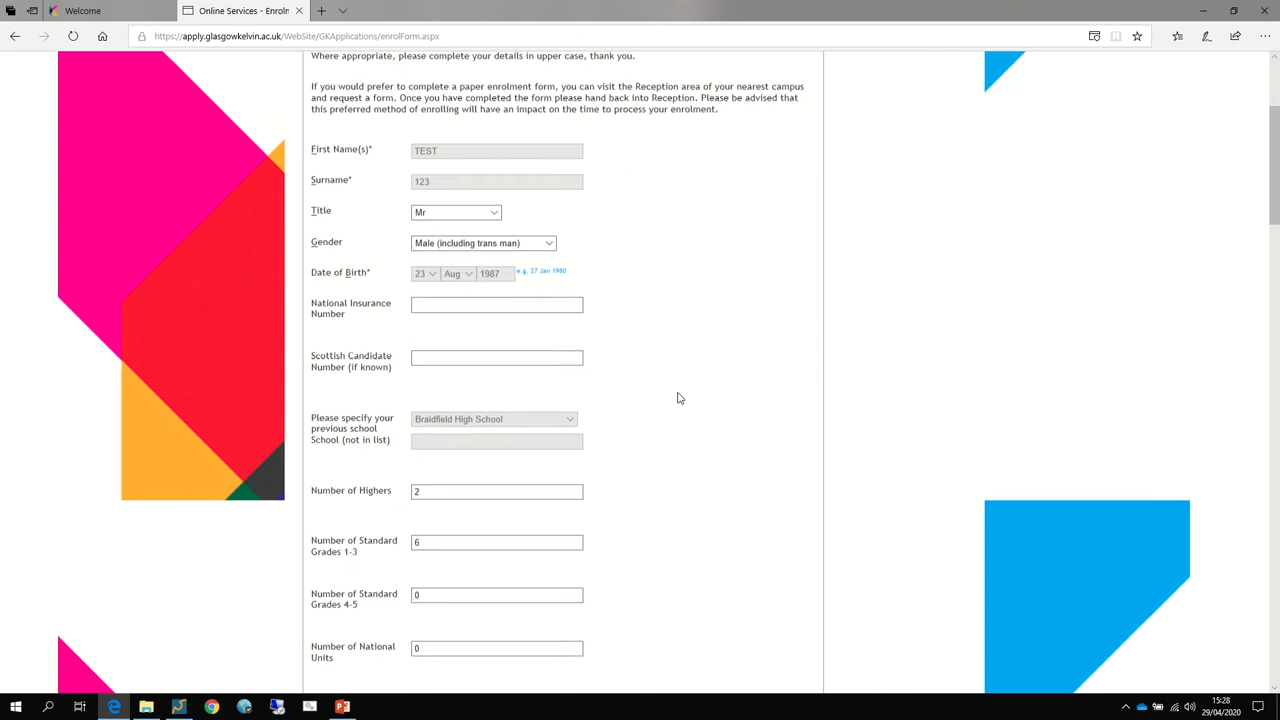 Welcome
Online Services - Enrolm
https://apply.glasgowkelvin.ac.uk/WebSite/GKApplications/enrolForm.aspx
Where appropriate, please complete your details in upper case, thank you.
If you would prefer to complete a paper enrolment form, you can visit the Reception area of your nearest campus
and request a form. Once you have completed the form please hand back into Reception. Please be advised that
this preferred method of enrolling will have an impact on the time to process your enrolment.
First Name(s)* TEST
Surname* 123
Title Mr
Gender Male (including trans man)
Date of Birth* 23 Aug 1987 e.g. 27 Jan 1980
National Insurance
Number
Scottish Candidate
Number (if known)
Please specify your Braidfield High School
previous school
School (not in list)
Number of Highers 2
Number of Standard 6
Grades 1-3
Number of Standard 0
Grades 4-5
Number of National 0
Units
15:28
29/04/2020